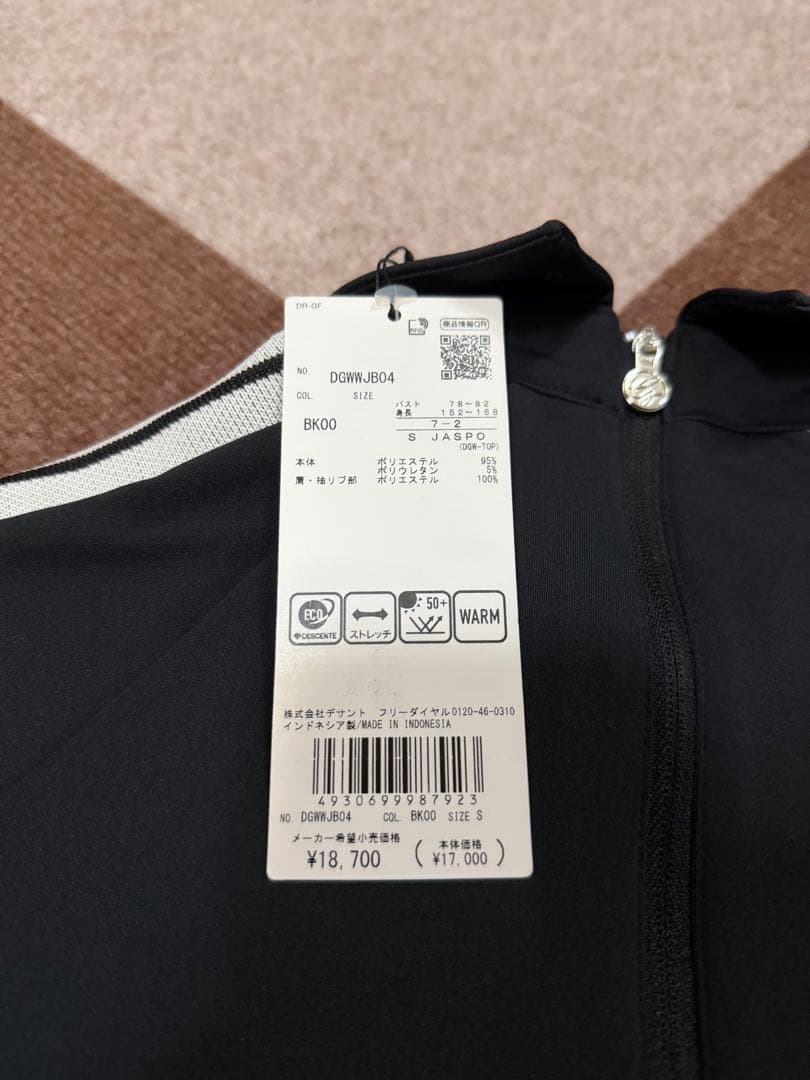 DR-GF
RFID
商品情報QR
NO. DGWWJB04
COL. SIZE
バスト 78~82
身長 152~168
BK00 7-2
S JASPO
(DGW-TOP)
本体 ポリエステル 95%
ポリウレタン 5%
肩・袖リブ部 ポリエステル 100%
ECO
DESCENTE
ストレッチ
50+
WARM
株式会社デサント フリーダイヤル0120-46-0310
インドネシア製/MADE IN INDONESIA
4930699987923
NO. DGWWJB04 COL. BK00 SIZE S
メーカー希望小売価格
¥18,700 (本体価格 ¥17,000)